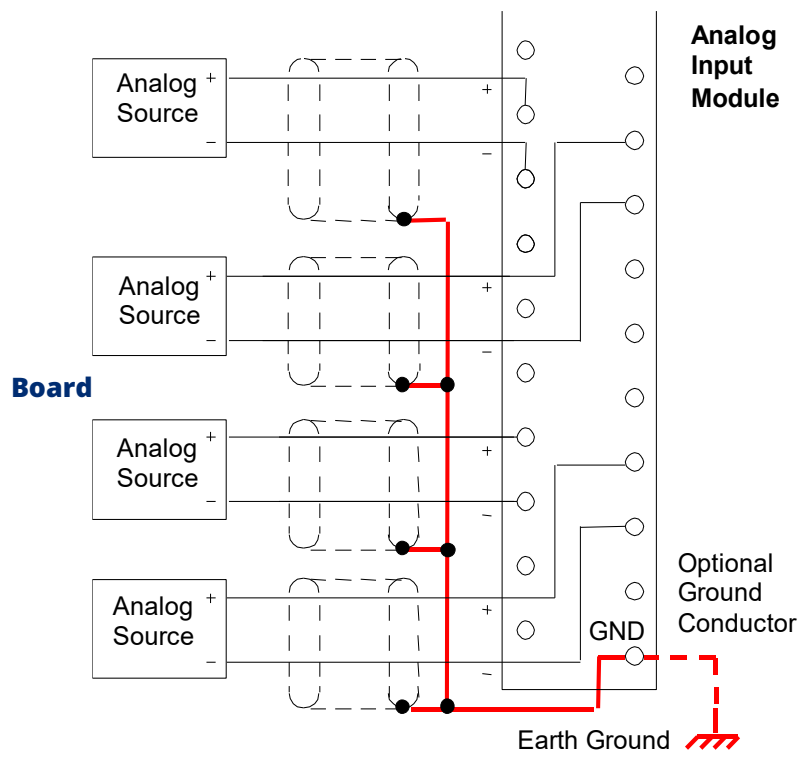 Analog
Input
Module
Analog
Source
+
−
+
−
Analog
Source
+
−
+
−
Board
Analog
Source
+
−
+
−
Analog
Source
+
−
+
−
Optional
Ground
Conductor
GND
Earth Ground